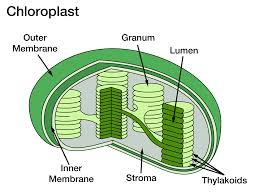 Chloroplast
Outer
Membrane
Granum
Lumen
Inner
Membrane
Stroma
Thylakoids